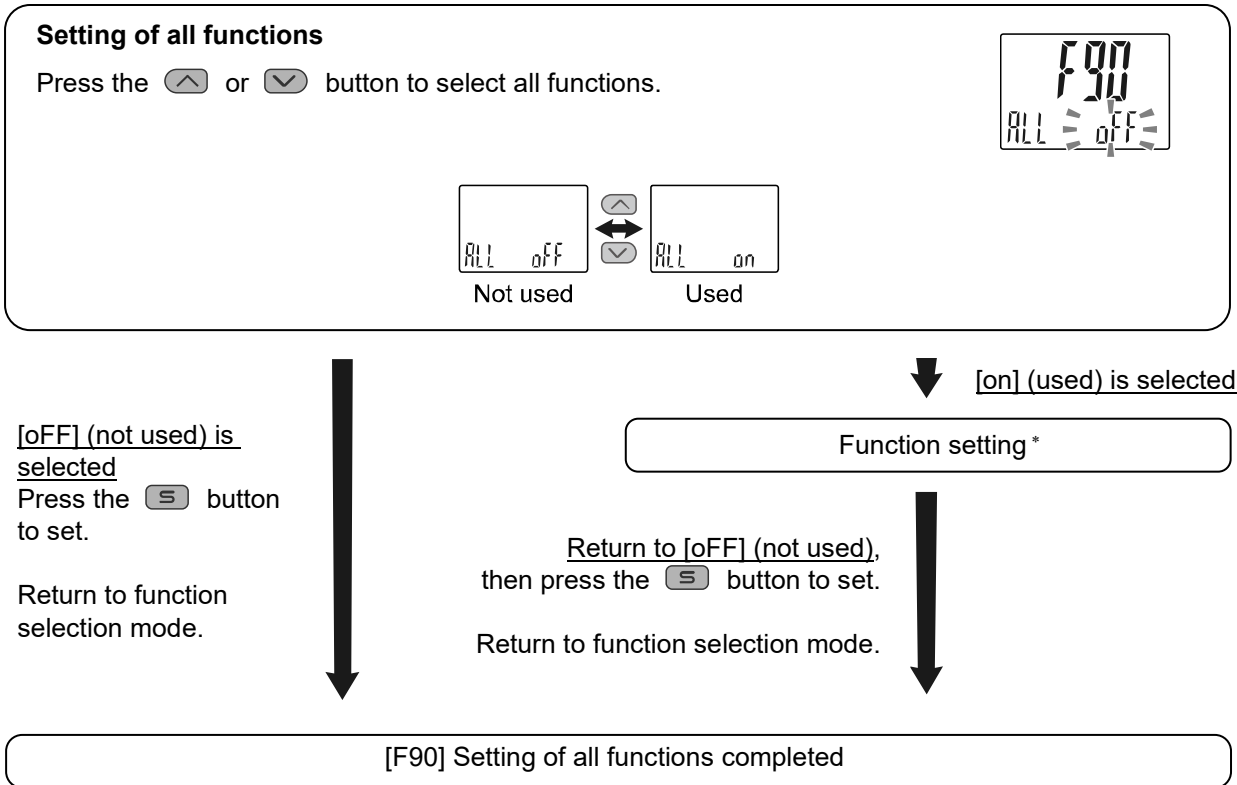 Setting of all functions
Press the or button to select all functions.
F90
ALL oFF
ALL oFF
ALL on
Not used
Used
[on] (used) is selected
Function setting *
[oFF] (not used) is
selected
Press the S button
to set.
Return to function
selection mode.
Return to [oFF] (not used),
then press the S button to set.
Return to function selection mode.
[F90] Setting of all functions completed